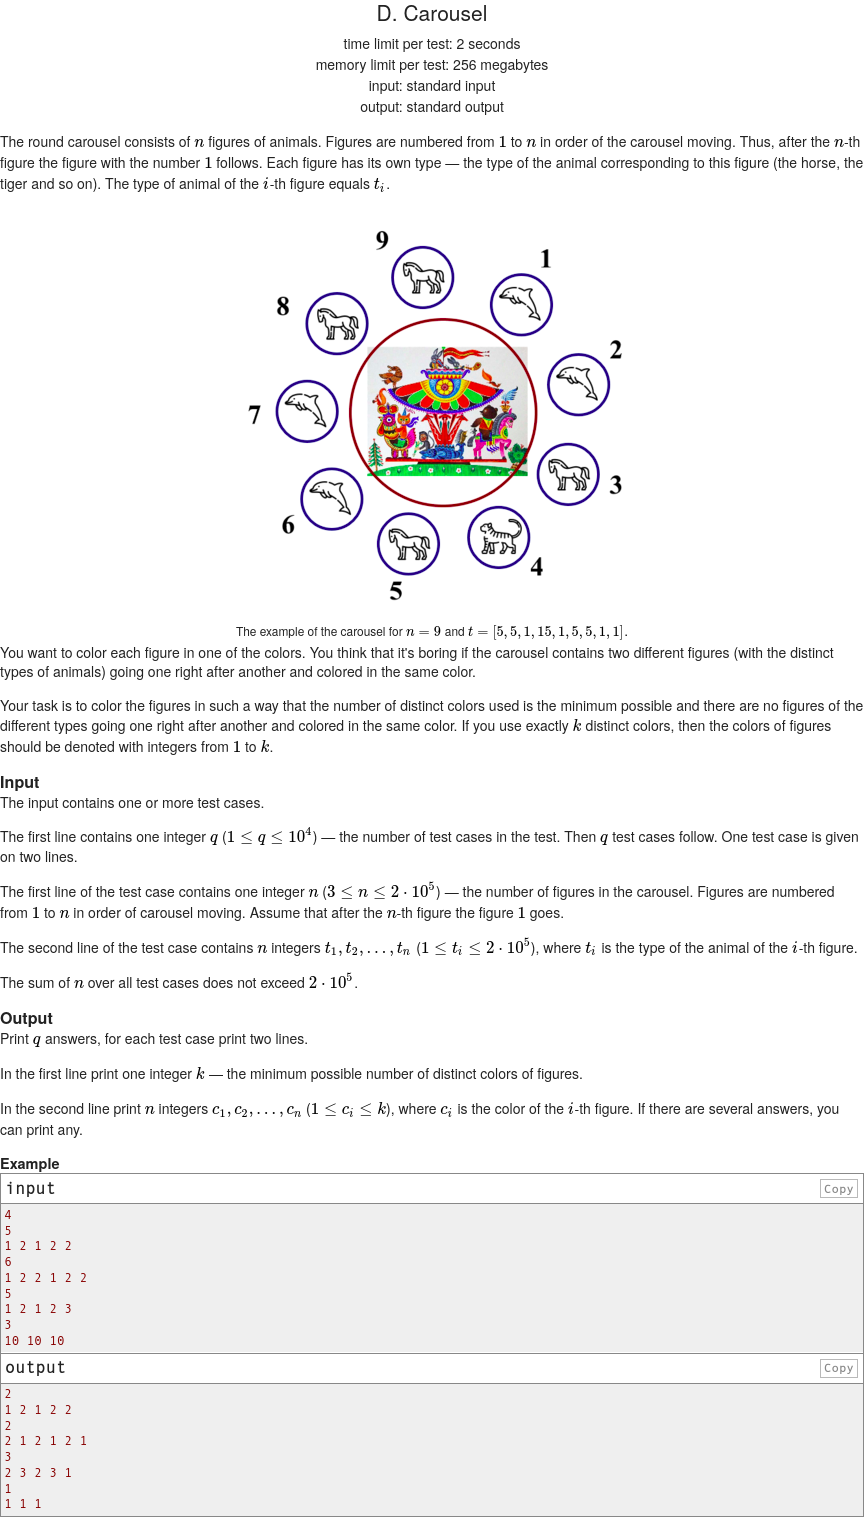 D. Carousel
time limit per test: 2 seconds
memory limit per test: 256 megabytes
input: standard input
output: standard output
The round carousel consists of n figures of animals. Figures are numbered from 1 to n in order of the carousel moving. Thus, after the n-th
figure the figure with the number 1 follows. Each figure has its own type — the type of the animal corresponding to this figure (the horse, the
tiger and so on). The type of animal of the i-th figure equals t_i.
9
1
8
2
7
3
6
4
5
The example of the carousel for n = 9 and t = [5, 5, 1, 15, 1, 5, 5, 1, 1].
You want to color each figure in one of the colors. You think that it's boring if the carousel contains two different figures (with the distinct
types of animals) going one right after another and colored in the same color.
Your task is to color the figures in such a way that the number of distinct colors used is the minimum possible and there are no figures of the
different types going one right after another and colored in the same color. If you use exactly k distinct colors, then the colors of figures
should be denoted with integers from 1 to k.
Input
The input contains one or more test cases.
The first line contains one integer q (1 ≤ q ≤ 10^4) — the number of test cases in the test. Then q test cases follow. One test case is given
on two lines.
The first line of the test case contains one integer n (3 ≤ n ≤ 2 · 10^5) — the number of figures in the carousel. Figures are numbered
from 1 to n in order of carousel moving. Assume that after the n-th figure the figure 1 goes.
The second line of the test case contains n integers t_1, t_2, . . . , t_n (1 ≤ t_i ≤ 2 · 10^5), where t_i is the type of the animal of the i-th figure.
The sum of n over all test cases does not exceed 2 · 10^5.
Output
Print q answers, for each test case print two lines.
In the first line print one integer k — the minimum possible number of distinct colors of figures.
In the second line print n integers c_1, c_2, . . . , c_n (1 ≤ c_i ≤ k), where c_i is the color of the i-th figure. If there are several answers, you
can print any.
Example
input
Copy
4
5
1 2 1 2 2
6
1 2 2 1 2 2
5
1 2 1 2 3
3
10 10 10
output
Copy
2
1 2 1 2 2
2
2 1 2 1 2 1
3
2 3 2 3 1
1
1 1 1